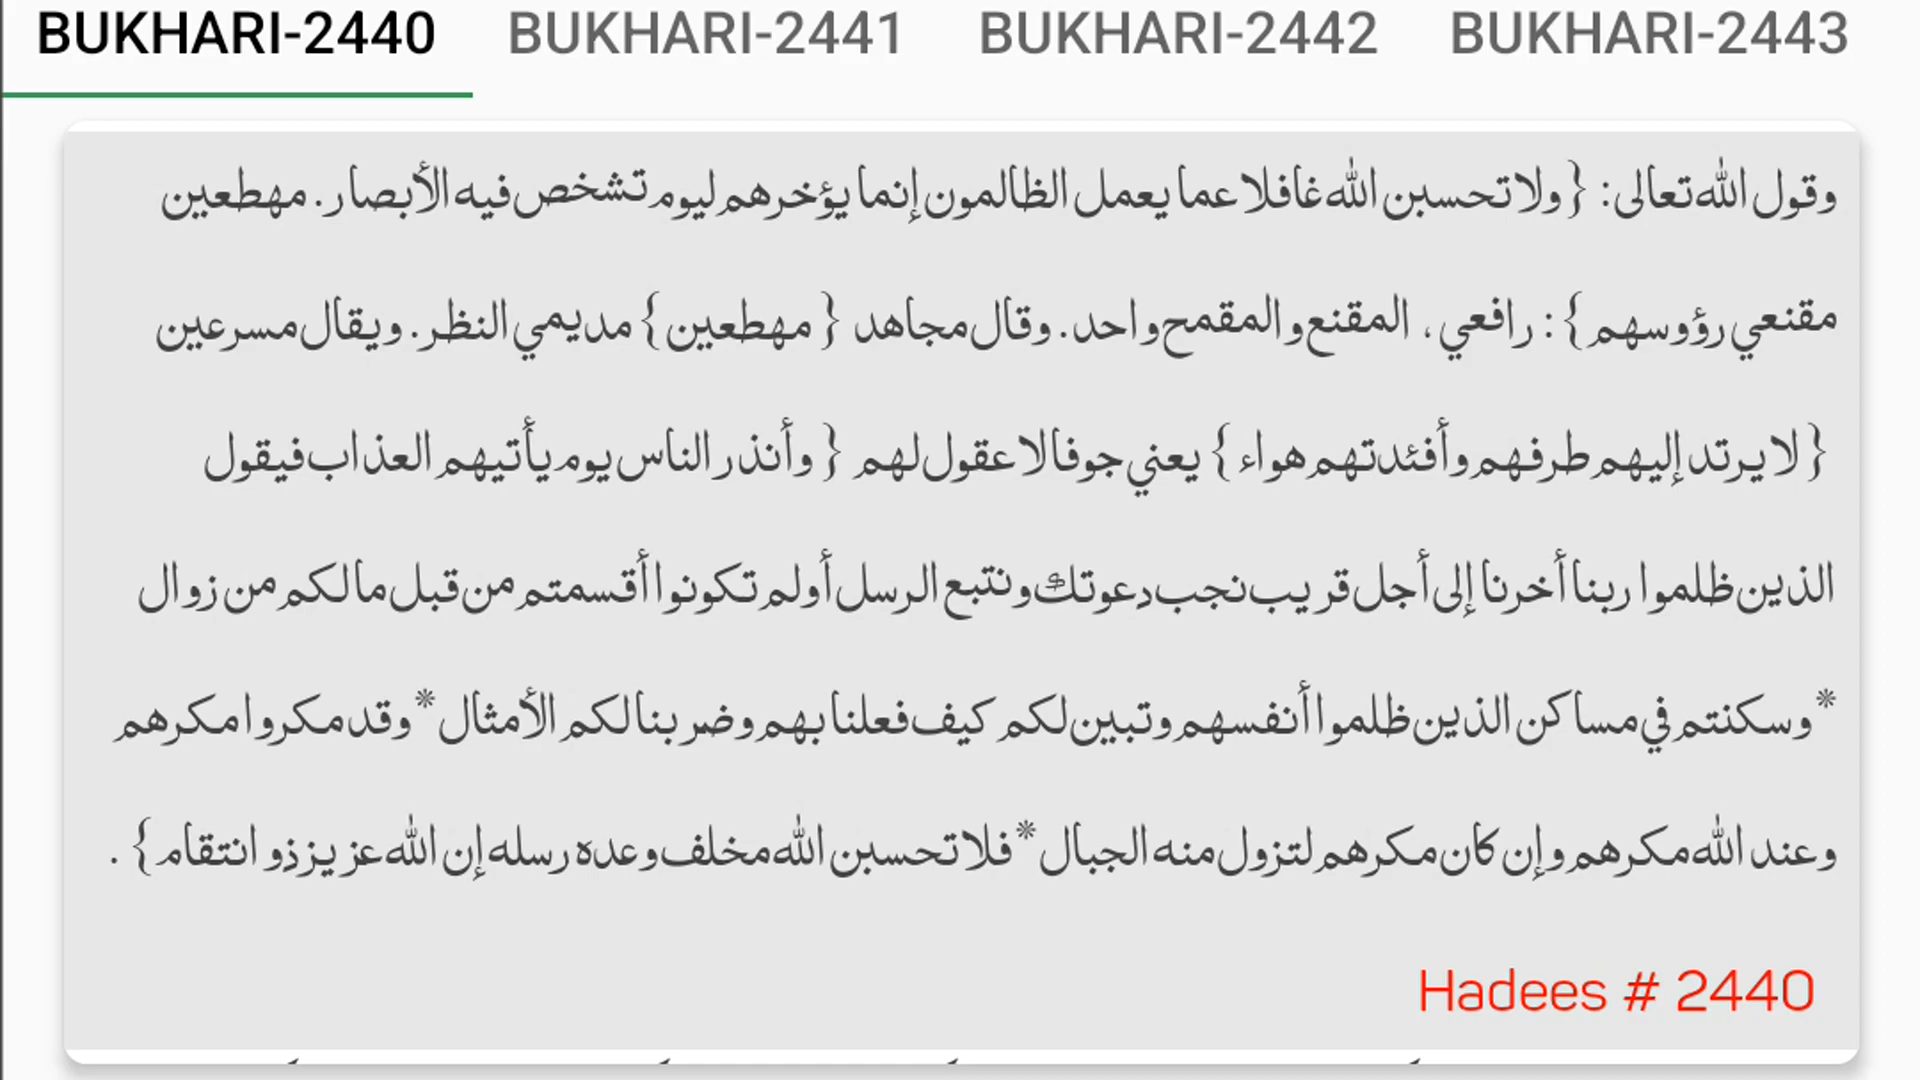 BUKHARI-2440 BUKHARI-2441 BUKHARI-2442 BUKHARI-2443
وقول الله تعالى: {ولا تحسبن الله غافلا عما يعمل الظالمون إنما يؤخرهم ليوم تشخص فيه الأبصار. مهطعين
مقنعي رؤوسهم}: رافعي، المقنع والمقمح واحد. وقال مجاهد {مهطعين} مديمي النظر. ويقال مسرعين
{لا يرتد إليهم طرفهم وأفئدتهم هواء} يعني جوفا لا عقول لهم {وأنذر الناس يوم يأتيهم العذاب فيقول
الذين ظلموا ربنا أخرنا إلى أجل قريب نجب دعوتك ونتبع الرسل أولم تكونوا أقسمتم من قبل ما لكم من زوال
*وسكنتم في مساكن الذين ظلموا أنفسهم وتبين لكم كيف فعلنا بهم وضربنا لكم الأمثال*وقد مكروا مكرهم
وعند الله مكرهم وإن كان مكرهم لتزول منه الجبال*فلا تحسبن الله مخلف وعده رسله إن الله عزيز ذو انتقام}.
Hadees # 2440